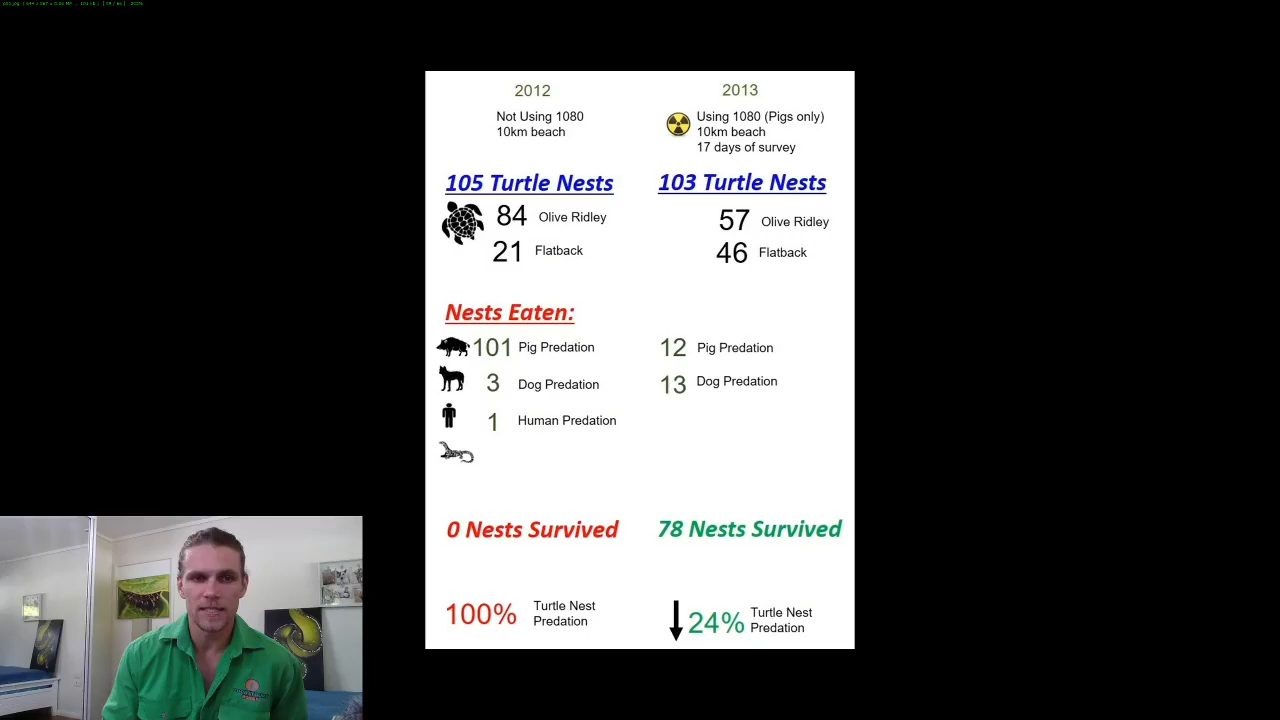 2012
Not Using 1080
10km beach
105 Turtle Nests
84 Olive Ridley
21 Flatback
Nests Eaten:
101 Pig Predation
3 Dog Predation
1 Human Predation
0 Nests Survived
100% Turtle Nest
Predation
2013
Using 1080 (Pigs only)
10km beach
17 days of survey
103 Turtle Nests
57 Olive Ridley
46 Flatback
12 Pig Predation
13 Dog Predation
78 Nests Survived
24% Turtle Nest
Predation